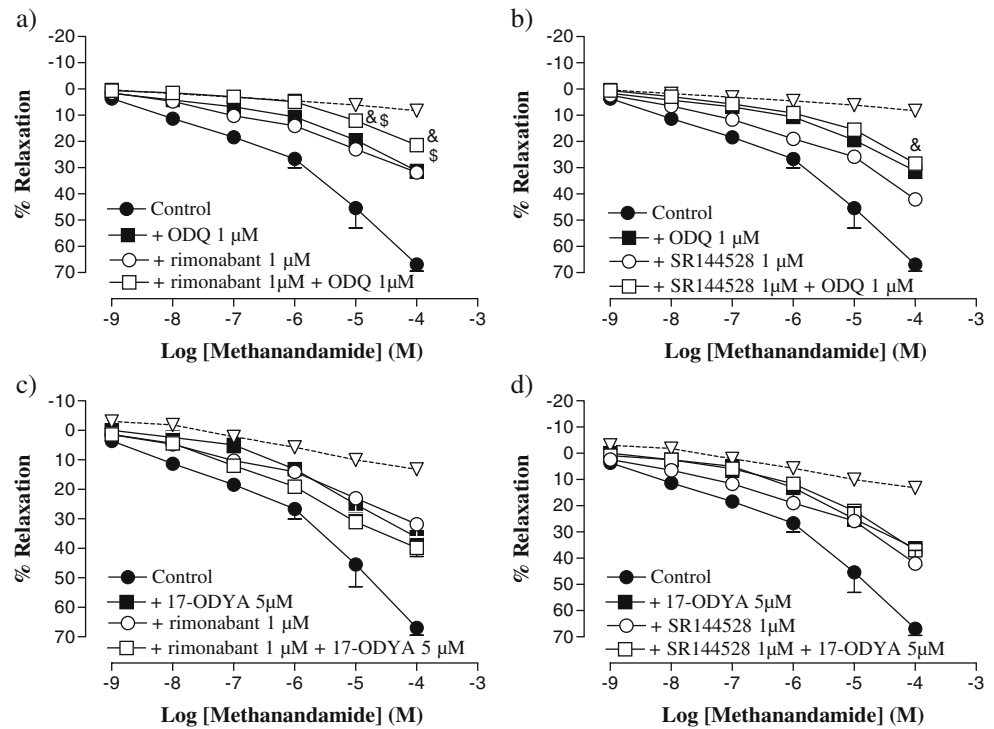 a)
-20
-10
0
10
20
30
40
50
60
70
% Relaxation
& $
&
$
Control
+ ODQ 1 µM
+ rimonabant 1 µM
+ rimonabant 1µM + ODQ 1µM
-9 -8 -7 -6 -5 -4 -3
Log [Methanandamide] (M)
b)
-20
-10
0
10
20
30
40
50
60
70
% Relaxation
&
Control
+ ODQ 1 µM
+ SR144528 1 µM
+ SR144528 1µM + ODQ 1 µM
-9 -8 -7 -6 -5 -4 -3
Log [Methanandamide] (M)
c)
-10
0
10
20
30
40
50
60
70
% Relaxation
Control
+ 17-ODYA 5µM
+ rimonabant 1 µM
+ rimonabant 1 µM + 17-ODYA 5 µM
-9 -8 -7 -6 -5 -4 -3
Log [Methanandamide] (M)
d)
-20
-10
0
10
20
30
40
50
60
70
% Relaxation
Control
+ 17-ODYA 5µM
+ SR144528 1µM
+ SR144528 1µM + 17-ODYA 5µM
-9 -8 -7 -6 -5 -4 -3
Log [Methanandamide] (M)